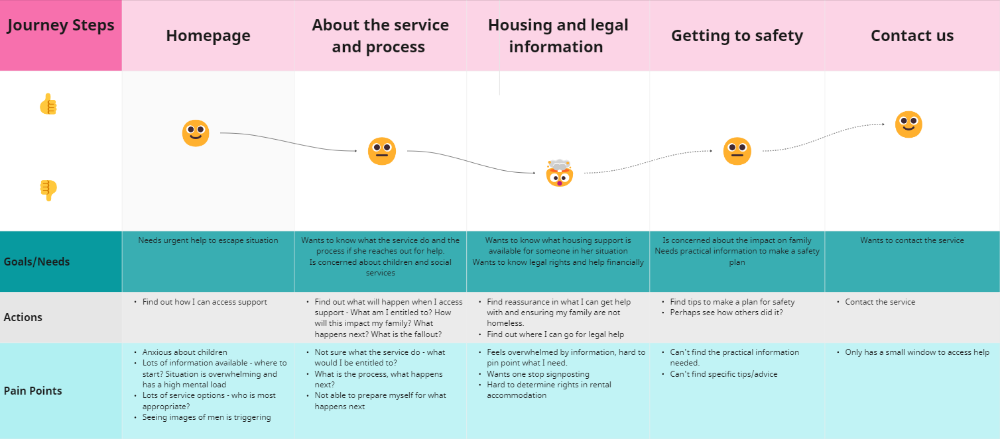 Journey Steps
Homepage
About the service
and process
Housing and legal
information
Getting to safety
Contact us
Goals/Needs
Needs urgent help to escape situation
Wants to know what the service do and the
process if she reaches out for help.
Is concerned about children and social
services
Wants to know what housing support is
available for someone in her situation
Wants to know legal rights and help financially
Is concerned about the impact on family
Needs practical information to make a safety
plan
Wants to contact the service
Actions
• Find out how I can access support
• Find out what will happen when I access
support - What am I entitled to? How
will this impact my family? What
happens next? What is the fallout?
• Find reassurance in what I can get help
with and ensuring my family are not
homeless.
• Find out where I can go for legal help
• Find tips to make a plan for safety
• Perhaps see how others did it?
• Contact the service
Pain Points
• Anxious about children
• Lots of information available - where to
start? Situation is overwhelming and
has a high mental load
• Lots of service options - who is most
appropriate?
• Seeing images of men is triggering
• Not sure what the service do - what
would I be entitled to?
• What is the process, what happens
next?
• Not able to prepare myself for what
happens next
• Feels overwhelmed by information, hard to
pin point what I need.
• Wants one stop signposting
• Hard to determine rights in rental
accommodation
• Can't find the practical information
needed.
• Can't find specific tips/advice
• Only has a small window to access help